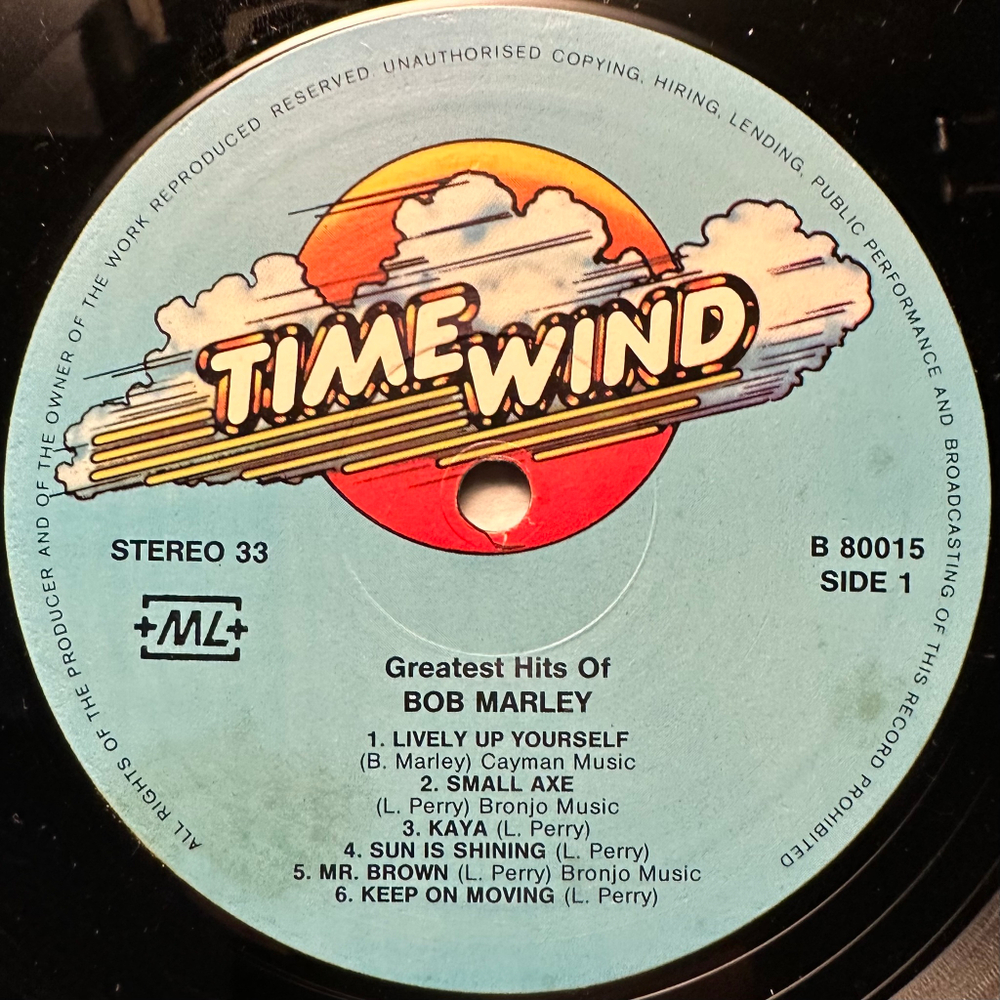 ALL RIGHTS OF THE PRODUCER AND OF THE OWNER OF THE WORK REPRODUCED RESERVED. UNAUTHORISED COPYING, HIRING, LENDING, PUBLIC PERFORMANCE AND BROADCASTING OF THIS RECORD PROHIBITED
TIMEWIND
STEREO 33
B 80015
SIDE 1
+ML+
Greatest Hits Of
BOB MARLEY
1. LIVELY UP YOURSELF
(B. Marley) Cayman Music
2. SMALL AXE
(L. Perry) Bronjo Music
3. KAYA (L. Perry)
4. SUN IS SHINING (L. Perry)
5. MR. BROWN (L. Perry) Bronjo Music
6. KEEP ON MOVING (L. Perry)